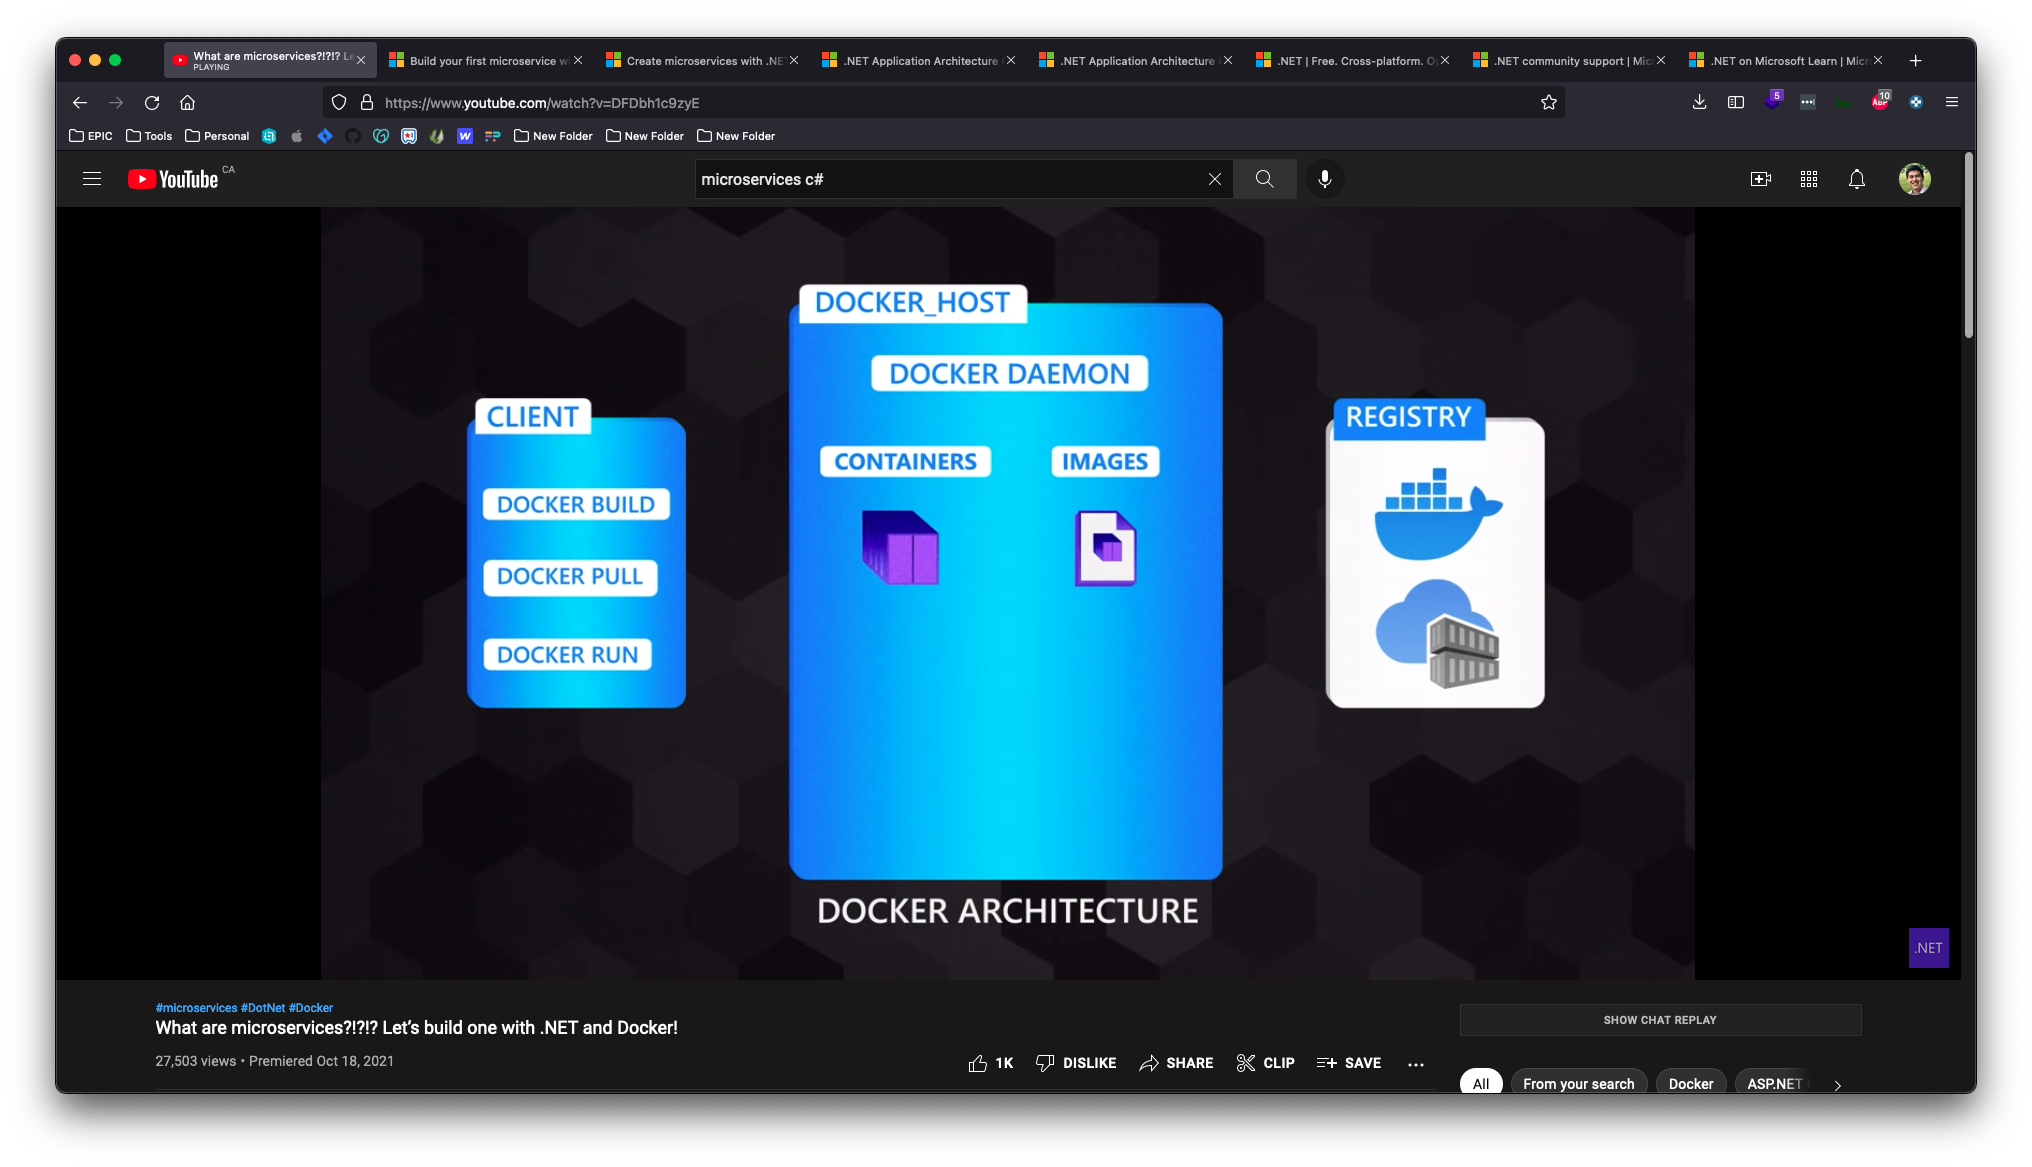 What are microservices?!?!? Le
PLAYING
Build your first microservice w
Create microservices with .NE
.NET Application Architecture
.NET Application Architecture
.NET | Free. Cross-platform. O
.NET community support | Mic
.NET on Microsoft Learn | Micr
https://www.youtube.com/watch?v=DFDbh1c9zyE
5
ABP
10
EPIC
Tools
Personal
New Folder
New Folder
New Folder
YouTube CA
microservices c#
DOCKER_HOST
DOCKER DAEMON
CONTAINERS
IMAGES
CLIENT
DOCKER BUILD
DOCKER PULL
DOCKER RUN
REGISTRY
DOCKER ARCHITECTURE
.NET
#microservices #DotNet #Docker
What are microservices?!?!? Let’s build one with .NET and Docker!
27,503 views • Premiered Oct 18, 2021
1K
DISLIKE
SHARE
CLIP
SAVE
SHOW CHAT REPLAY
All
From your search
Docker
ASP.NET